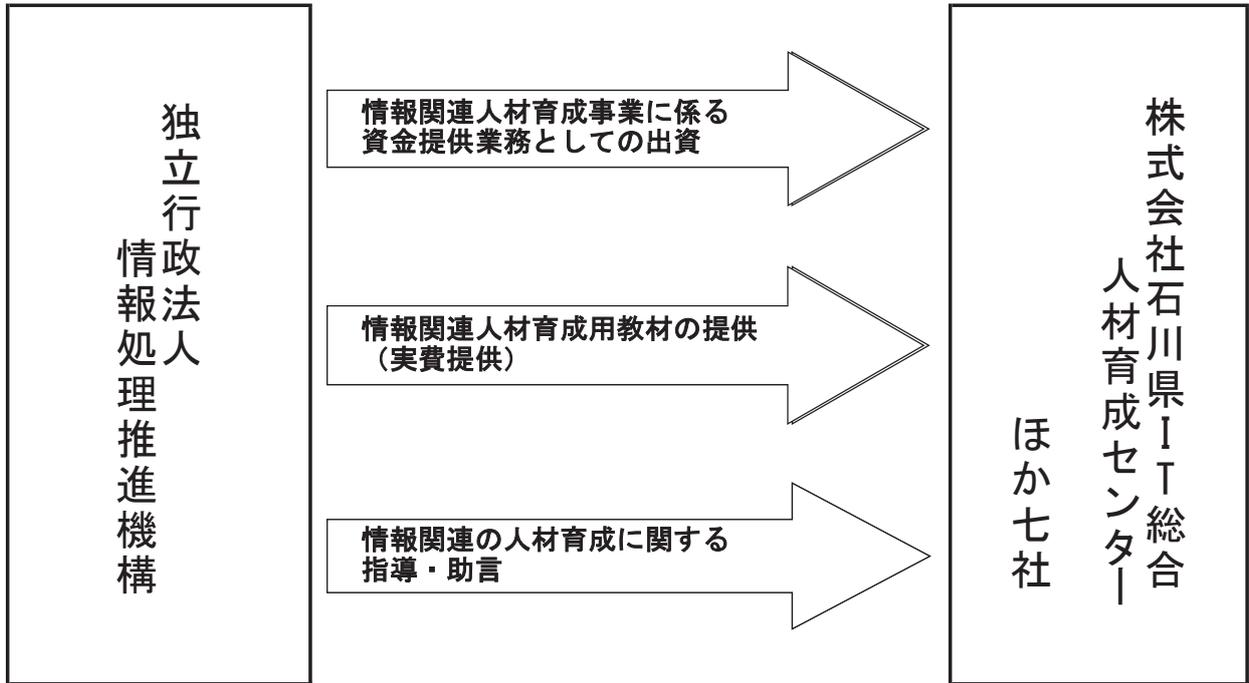 独立行政法人
情報処理推進機構
情報関連人材育成事業に係る
資金提供業務としての出資
情報関連人材育成用教材の提供
（実費提供）
情報関連の人材育成に関する
指導・助言
株式会社石川県ＩＴ総合
人材育成センター
ほか七社